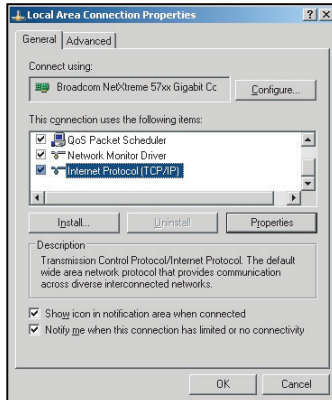 Local Area Connection Properties
General Advanced
Connect using:
Broadcom NetXtreme 57xx Gigabit Cc Configure...
This connection uses the following items:
QoS Packet Scheduler
Network Monitor Driver
Internet Protocol (TCP/IP)
Install... Uninstall Properties
Description
Transmission Control Protocol/Internet Protocol. The default
wide area network protocol that provides communication
across diverse interconnected networks.
Show icon in notification area when connected
Notify me when this connection has limited or no connectivity
OK Cancel